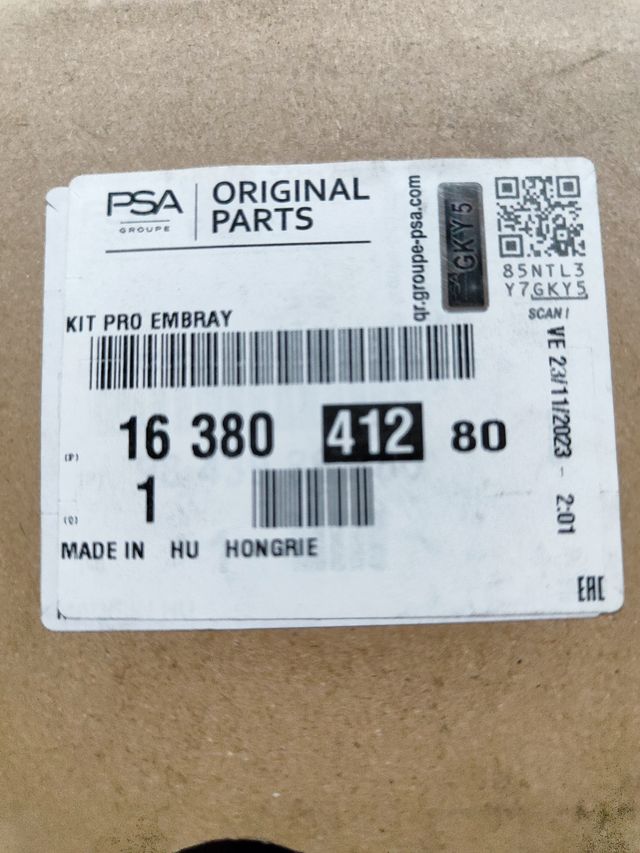 PSA
GROUPE
ORIGINAL
PARTS
qr.groupe-psa.com
GKY5
85NTL3
Y7GKY5
SCAN!
KIT PRO EMBRAY
VE 23/11/2023 - 2:01
(P) 16 380 412 80
(Q) 1
MADE IN HU HONGRIE
EAC